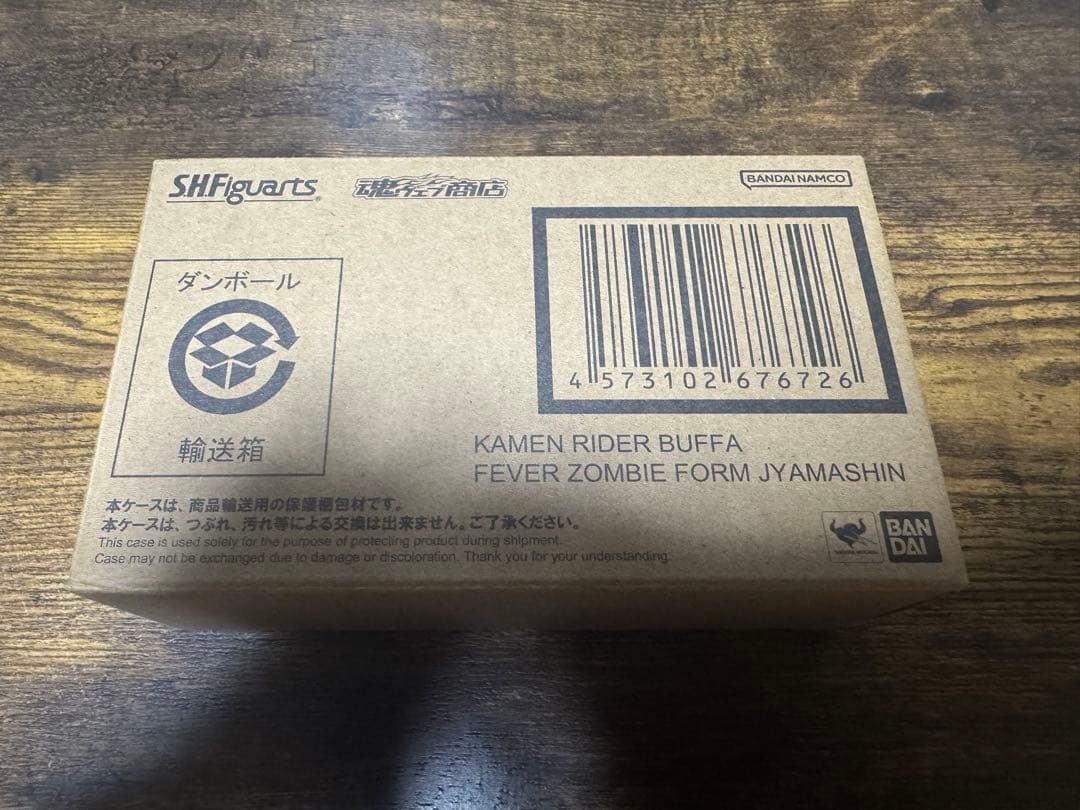 S.H.Figuarts
魂ウェブ商店
BANDAI NAMCO
ダンボール
輸送箱
4 573102 676726
KAMEN RIDER BUFFA
FEVER ZOMBIE FORM JYAMASHIN
本ケースは、商品輸送用の保護梱包材です。
本ケースは、つぶれ、汚れ等による交換は出来ません。ご了承ください。
This case is used solely for the purpose of protecting product during shipment.
Case may not be exchanged due to damage or discoloration. Thank you for your understanding.
BAN
DAI